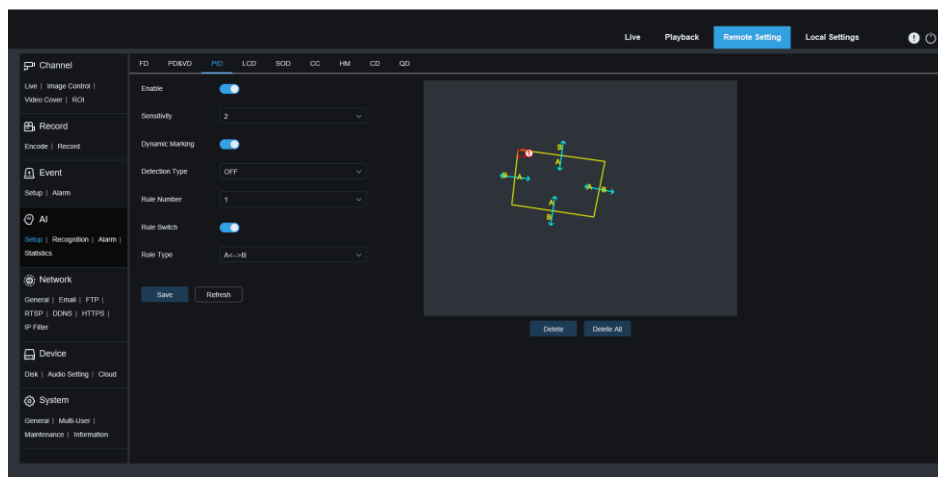 Live Playback Remote Setting Local Settings
Channel
Live | Image Control |
Video Cover | ROI
Record
Encode | Record
Event
Setup | Alarm
AI
Setup | Recognition | Alarm |
Statistics
Network
General | Email | FTP |
RTSP | DDNS | HTTPS |
IP Filter
Device
Disk | Audio Setting | Cloud
System
General | Multi-User |
Maintenance | Information
FD PD&VD PID LCD SOD CC HM CD QD
Enable
Sensitivity 2
Dynamic Marking
Detection Type OFF
Rule Number 1
Rule Switch
Rule Type A<-->B
Save Refresh
1
B
A
B A
A B
A
B
Delete Delete All